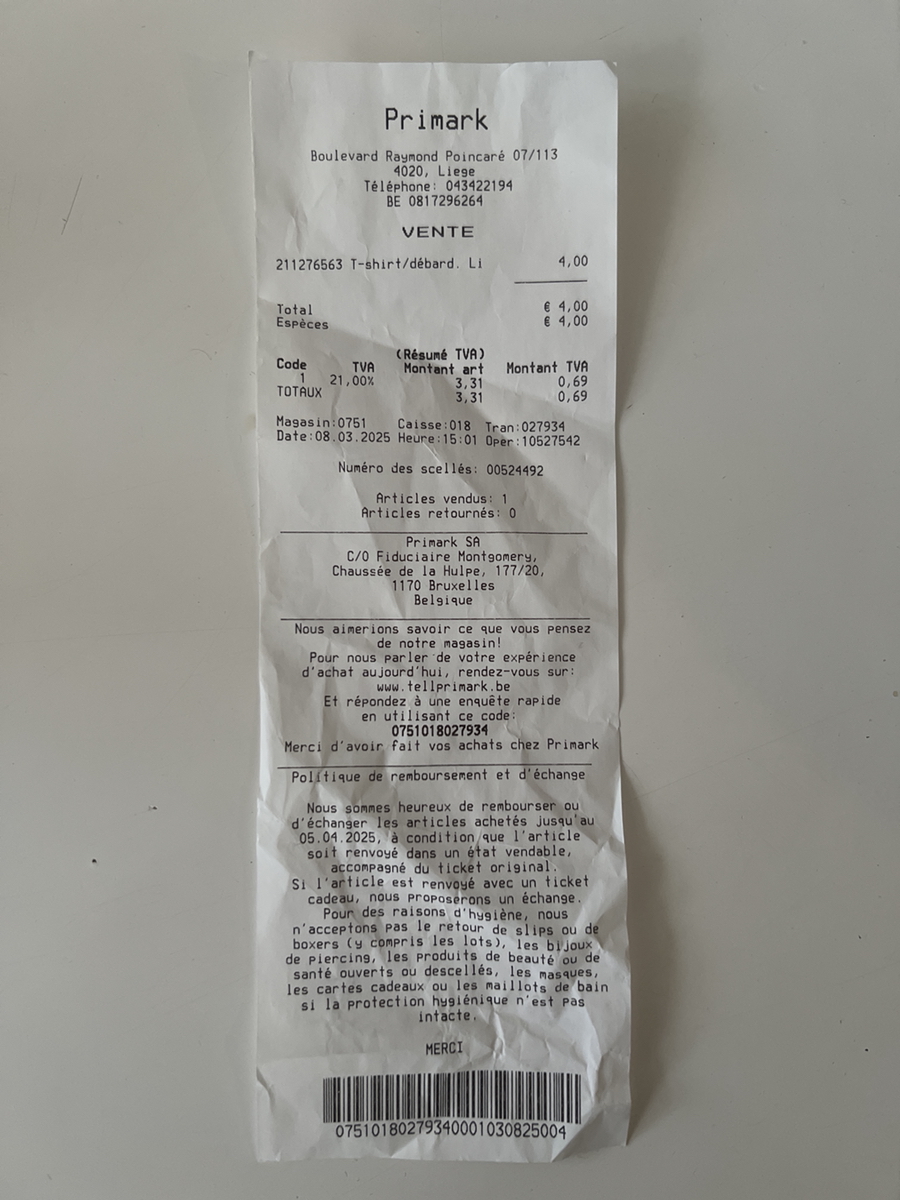 Primark
Boulevard Raymond Poincaré 07/113
4020, Liege
Téléphone: 043422194
BE 0817296264
VENTE
211276563 T-shirt/débard. Li 4,00
Total € 4,00
Espèces € 4,00
(Résumé TVA)
Code TVA Montant art Montant TVA
1 21,00% 3,31 0,69
TOTAUX 3,31 0,69
Magasin:0751 Caisse:018 Tran:027934
Date:08.03.2025 Heure:15:01 Oper:10527542
Numéro des scellés: 00524492
Articles vendus: 1
Articles retournés: 0
Primark SA
C/O Fiduciaire Montgomery,
Chaussée de la Hulpe, 177/20,
1170 Bruxelles
Belgique
Nous aimerions savoir ce que vous pensez
de notre magasin!
Pour nous parler de votre expérience
d'achat aujourd'hui, rendez-vous sur:
www.tellprimark.be
Et répondez à une enquête rapide
en utilisant ce code:
0751018027934
Merci d'avoir fait vos achats chez Primark
Politique de remboursement et d'échange
Nous sommes heureux de rembourser ou
d'échanger les articles achetés jusqu'au
05.04.2025, à condition que l'article
soit renvoyé dans un état vendable,
accompagné du ticket original.
Si l'article est renvoyé avec un ticket
cadeau, nous proposerons un échange.
Pour des raisons d'hygiène, nous
n'acceptons pas le retour de slips ou de
boxers (y compris les lots), les bijoux
de piercing, les produits de beauté ou de
santé ouverts ou descellés, les masques,
les cartes cadeaux ou les maillots de bain
si la protection hygiénique n'est pas
intacte.
MERCI
07510180279340001030825004